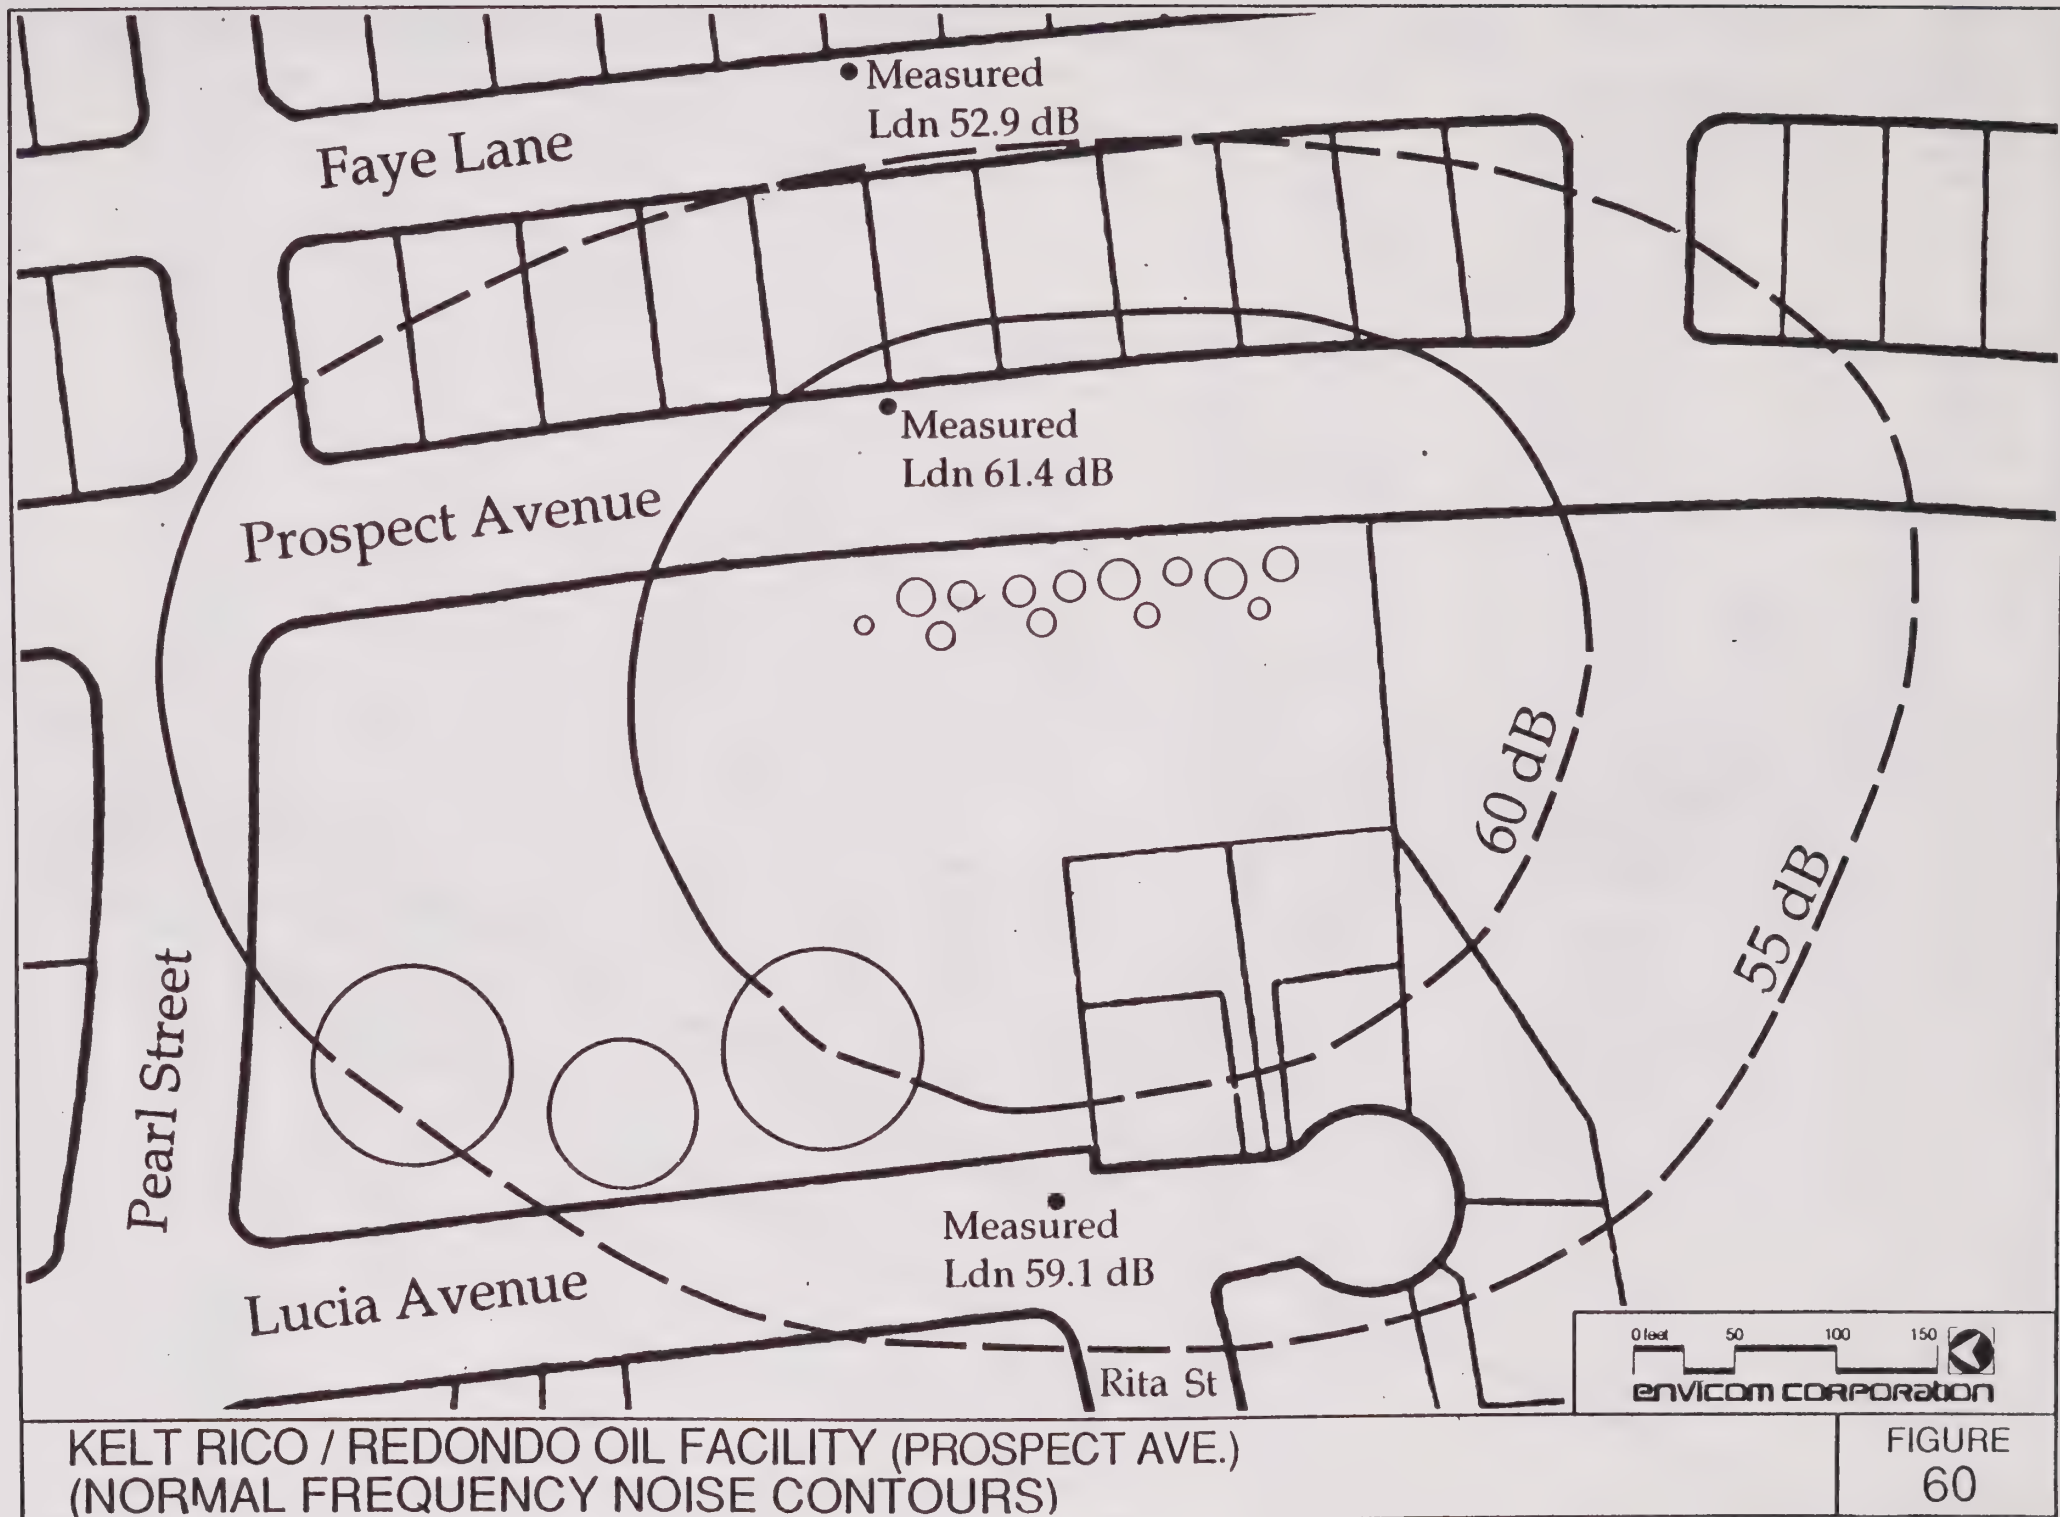 Measured
Ldn 52.9 dB
Faye Lane
Measured
Ldn 61.4 dB
Prospect Avenue
60 dB
55 dB
Pearl Street
Measured
Ldn 59.1 dB
Lucia Avenue
Rita St
0 feet 50 100 150
envicom corporation
KELT RICO / REDONDO OIL FACILITY (PROSPECT AVE.)
(NORMAL FREQUENCY NOISE CONTOURS)
FIGURE
60